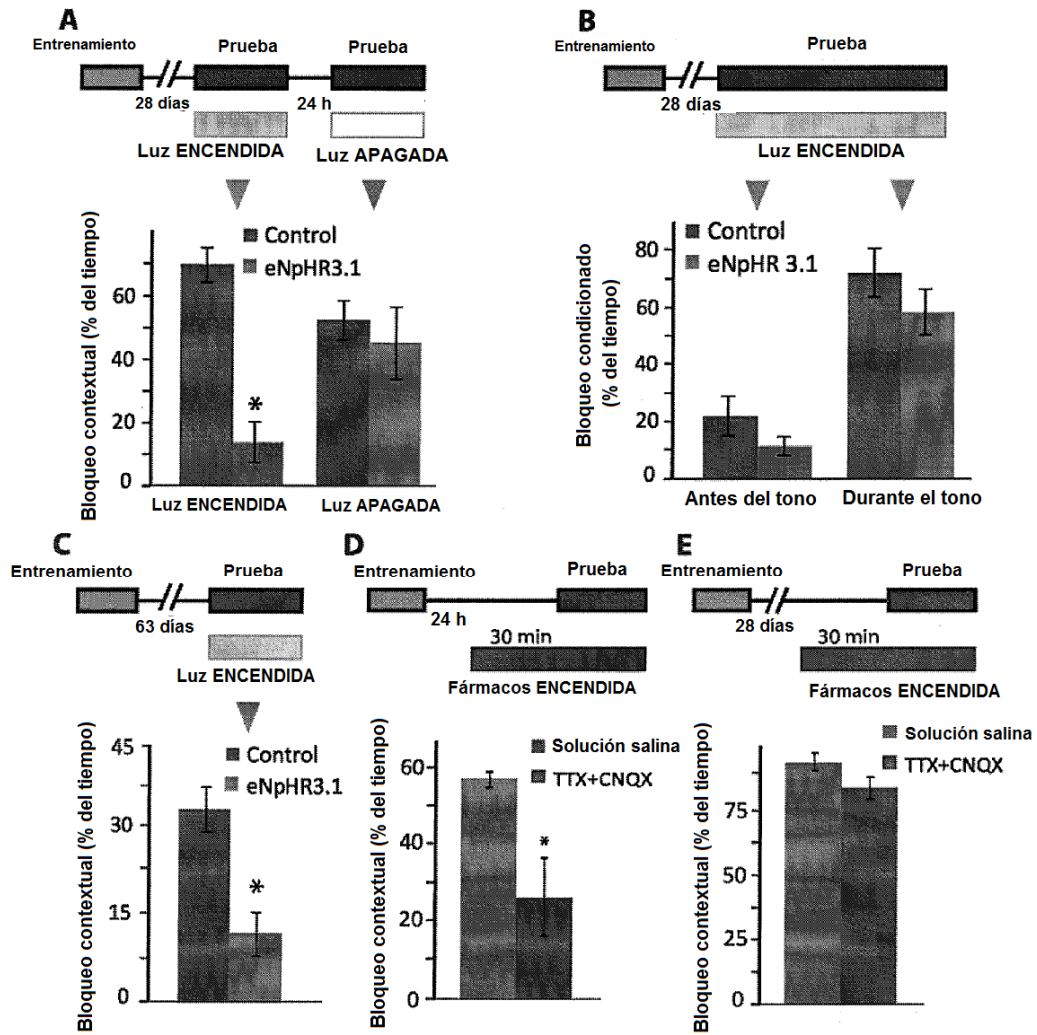 A
Entrenamiento
Prueba
Prueba
28 días
24 h
Luz ENCENDIDA
Luz APAGADA
Bloqueo contextual (% del tiempo)
Control
eNpHR3.1
60
40
20
0
*
Luz ENCENDIDA
Luz APAGADA
B
Entrenamiento
Prueba
28 días
Luz ENCENDIDA
Bloqueo condicionado
(% del tiempo)
Control
eNpHR 3.1
80
60
40
20
0
Antes del tono
Durante el tono
C
Entrenamiento
Prueba
63 días
Luz ENCENDIDA
Bloqueo contextual (% del tiempo)
Control
eNpHR3.1
45
30
15
0
*
D
Entrenamiento
Prueba
24 h
30 min
Fármacos ENCENDIDA
Bloqueo contextual (% del tiempo)
Solución salina
TTX+CNQX
60
40
20
0
*
E
Entrenamiento
Prueba
28 días
30 min
Fármacos ENCENDIDA
Bloqueo contextual (% del tiempo)
Solución salina
TTX+CNQX
75
50
25
0